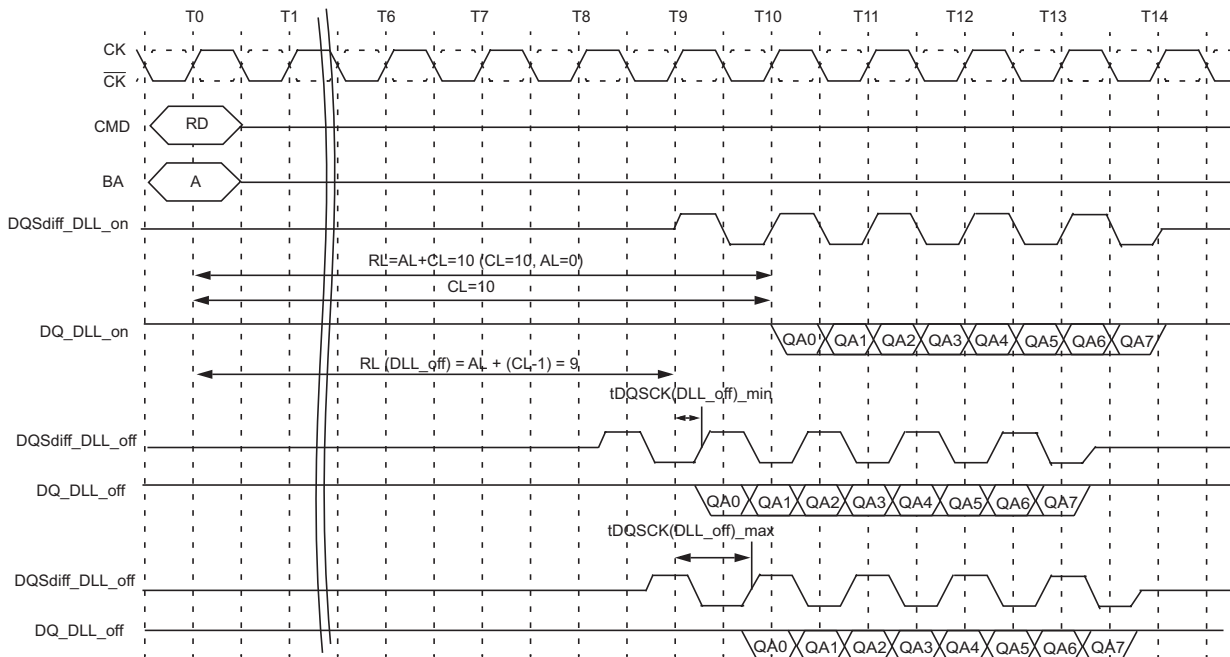 T0 T1 T6 T7 T8 T9 T10 T11 T12 T13 T14
CK
CK
CMD RD
BA A
DQSdiff_DLL_on
RL=AL+CL=10 (CL=10, AL=0')
CL=10
DQ_DLL_on QA0 QA1 QA2 QA3 QA4 QA5 QA6 QA7
RL (DLL_off) = AL + (CL-1) = 9
tDQSCK(DLL_off)_min
DQSdiff_DLL_off
DQ_DLL_off QA0 QA1 QA2 QA3 QA4 QA5 QA6 QA7
tDQSCK(DLL_off)_max
DQSdiff_DLL_off
DQ_DLL_off QA0 QA1 QA2 QA3 QA4 QA5 QA6 QA7